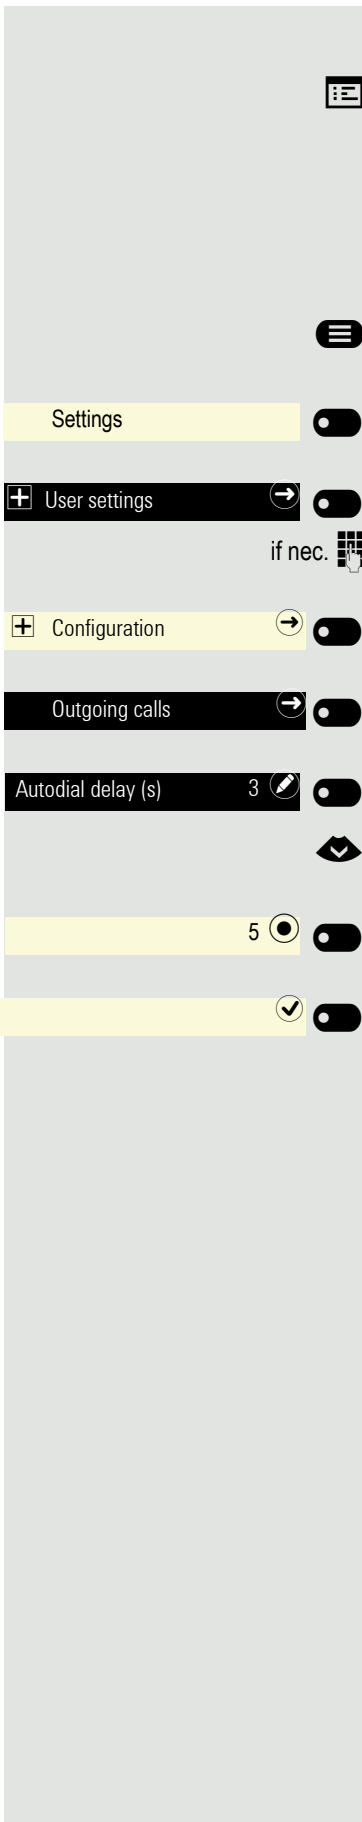 Settings
User settings
if nec.
Configuration
Outgoing calls
Autodial delay (s) 3
5